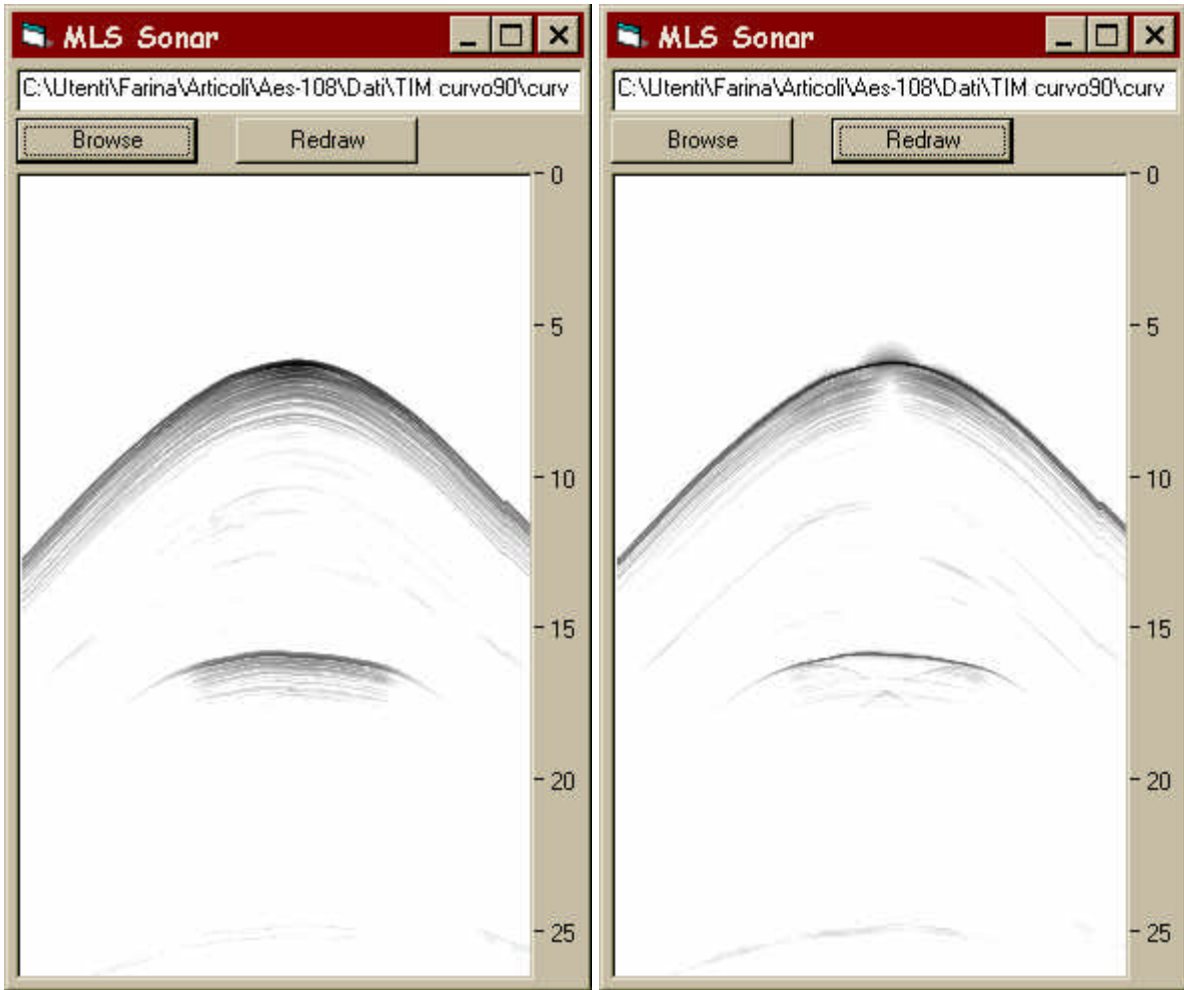 MLS Sonar
C:\Utenti\Farina\Articoli\Aes-108\Dati\TIM curvo90\curv
Browse Redraw
0
5
10
15
20
25
MLS Sonar
C:\Utenti\Farina\Articoli\Aes-108\Dati\TIM curvo90\curv
Browse Redraw
0
5
10
15
20
25